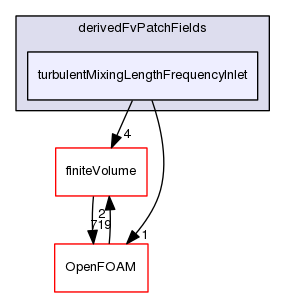 derivedFvPatchFields
turbulentMixingLengthFrequencyInlet
4
finiteVolume
2
719
1
OpenFOAM